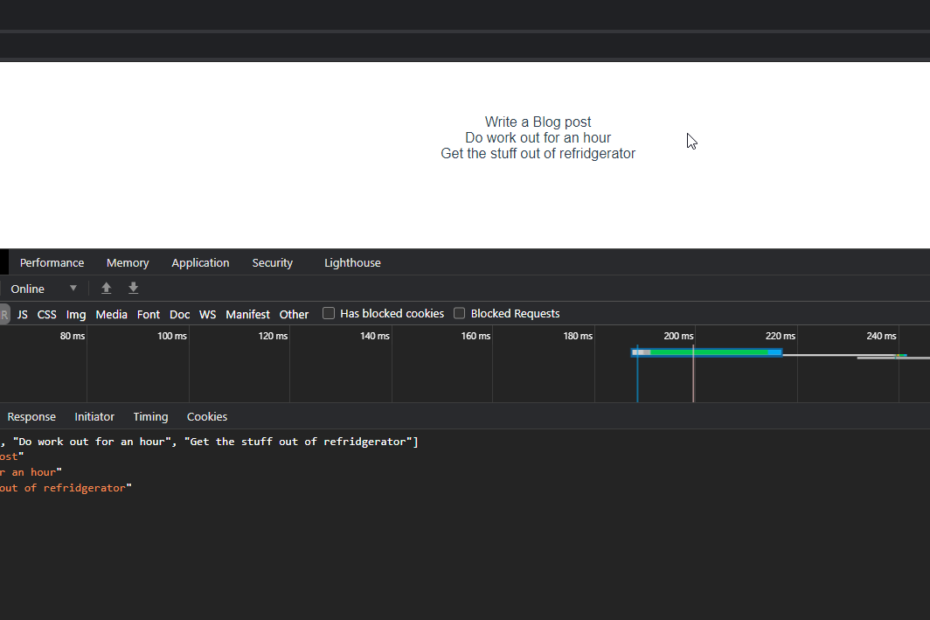 Write a Blog post
Do work out for an hour
Get the stuff out of refridgerator
Performance Memory Application Security Lighthouse
Online
R JS CSS Img Media Font Doc WS Manifest Other Has blocked cookies Blocked Requests
80 ms 100 ms 120 ms 140 ms 160 ms 180 ms 200 ms 220 ms 240 ms
Response Initiator Timing Cookies
, "Do work out for an hour", "Get the stuff out of refridgerator"]
ost"
r an hour"
out of refridgerator"